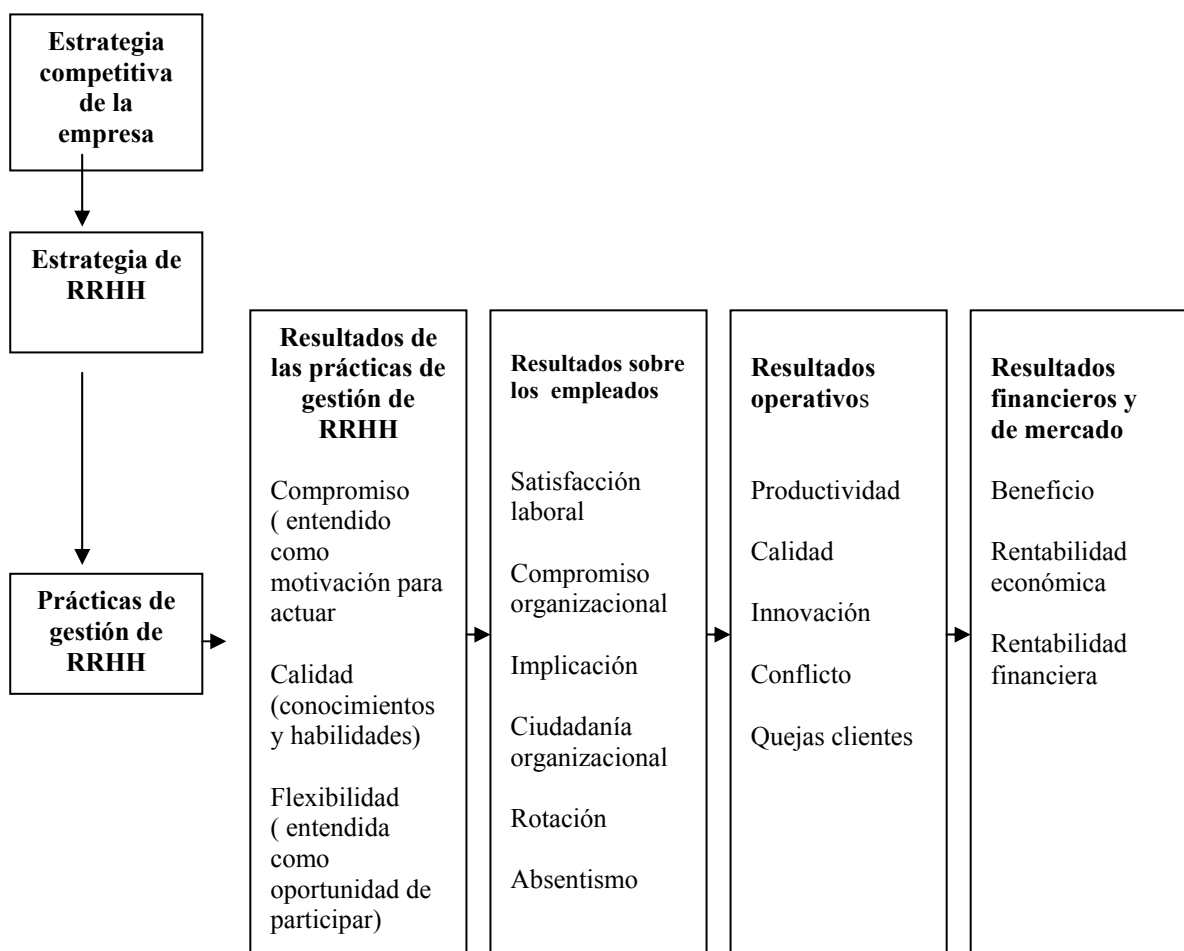 Estrategia
competitiva
de la
empresa
Estrategia de
RRHH
Prácticas de
gestión de
RRHH
Resultados de
las prácticas de
gestión de
RRHH
Compromiso
( entendido
como
motivación para
actuar
Calidad
(conocimientos
y habilidades)
Flexibilidad
( entendida
como
oportunidad de
participar)
Resultados sobre
los empleados
Satisfacción
laboral
Compromiso
organizacional
Implicación
Ciudadanía
organizacional
Rotación
Absentismo
Resultados
operativos
Productividad
Calidad
Innovación
Conflicto
Quejas clientes
Resultados
financieros y
de mercado
Beneficio
Rentabilidad
económica
Rentabilidad
financiera